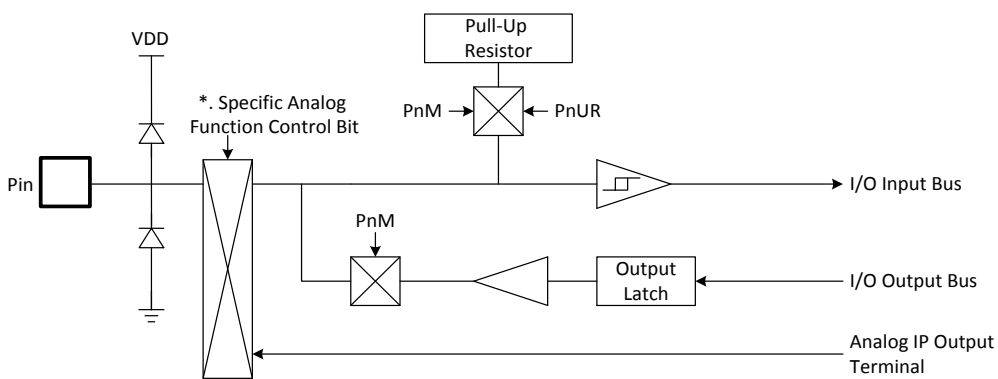 VDD
Pull-Up
Resistor
*. Specific Analog
Function Control Bit
PnM
PnUR
Pin
I/O Input Bus
PnM
Output
Latch
I/O Output Bus
Analog IP Output
Terminal